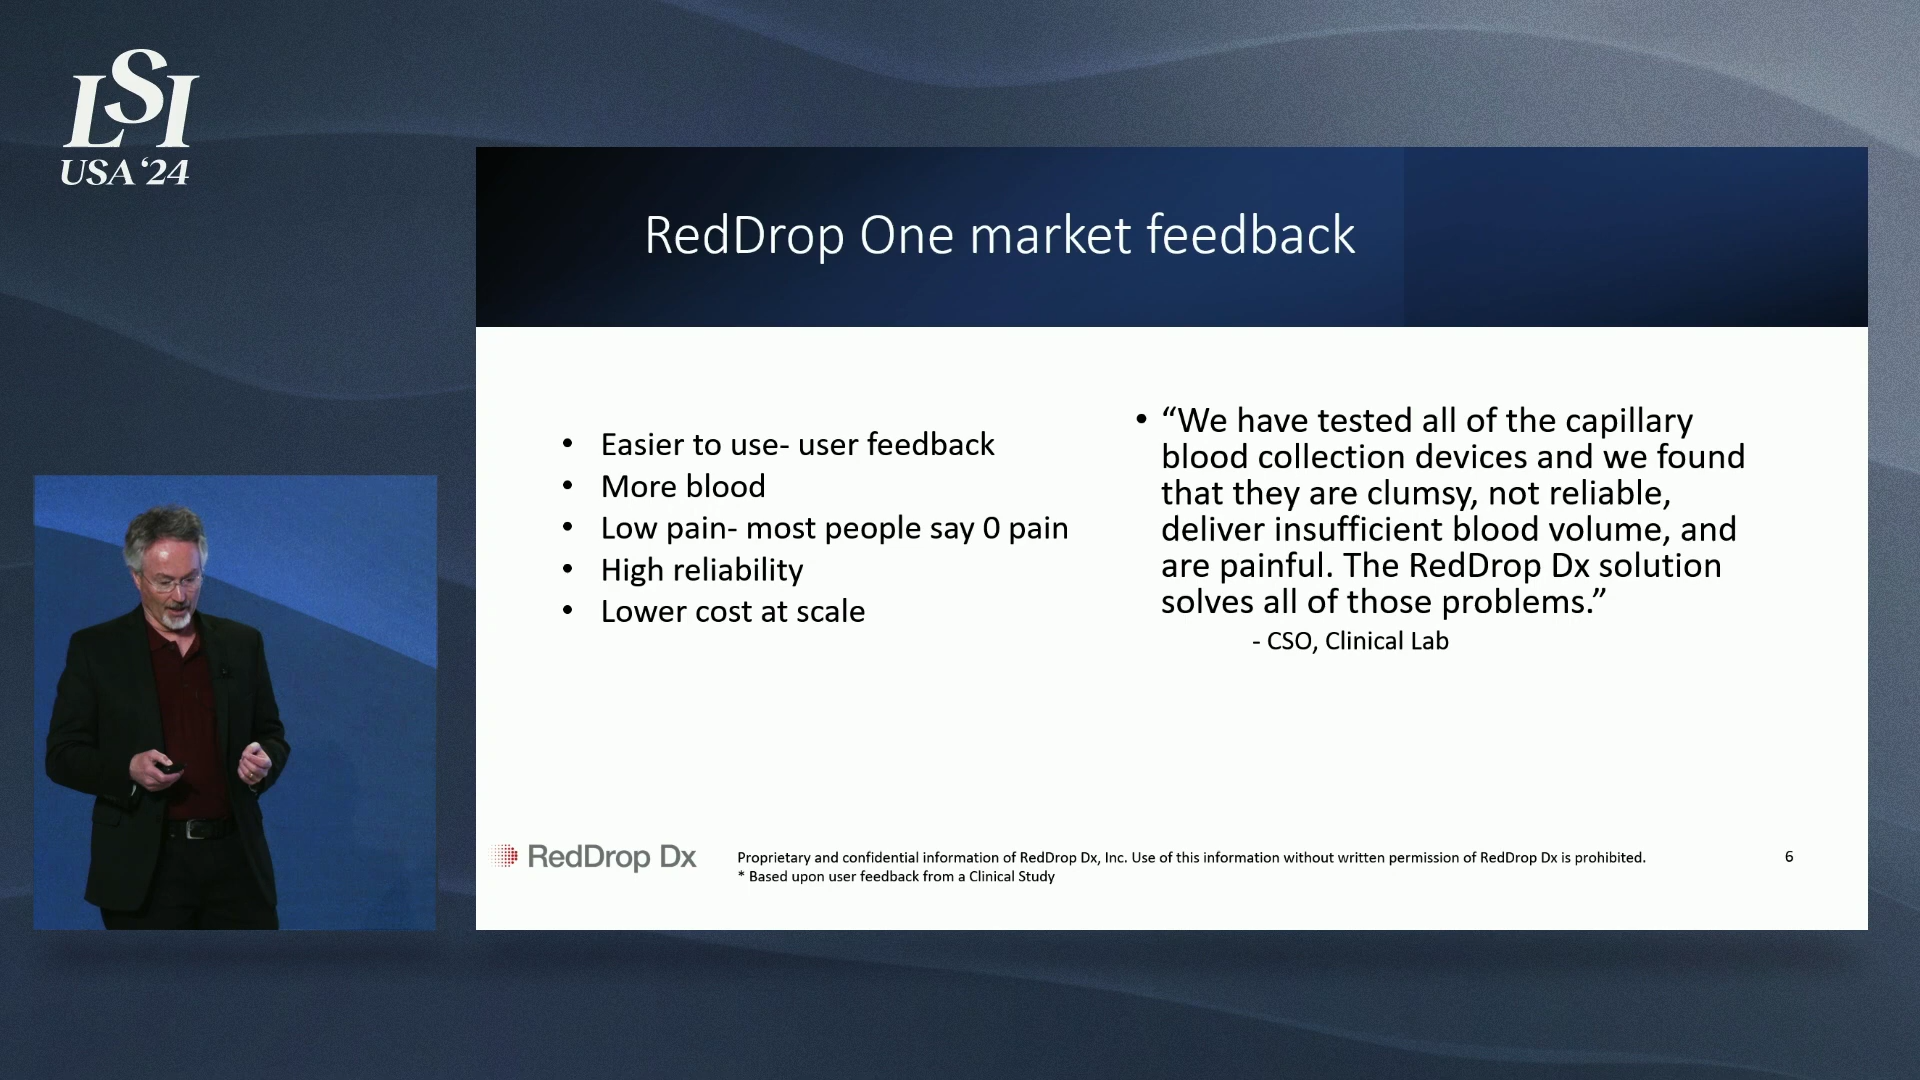 LSI
USA ‘24
RedDrop One market feedback
• Easier to use- user feedback
• More blood
• Low pain- most people say 0 pain
• High reliability
• Lower cost at scale
• “We have tested all of the capillary
blood collection devices and we found
that they are clumsy, not reliable,
deliver insufficient blood volume, and
are painful. The RedDrop Dx solution
solves all of those problems.”
- CSO, Clinical Lab
RedDrop Dx
Proprietary and confidential information of RedDrop Dx, Inc. Use of this information without written permission of RedDrop Dx is prohibited.
* Based upon user feedback from a Clinical Study
6